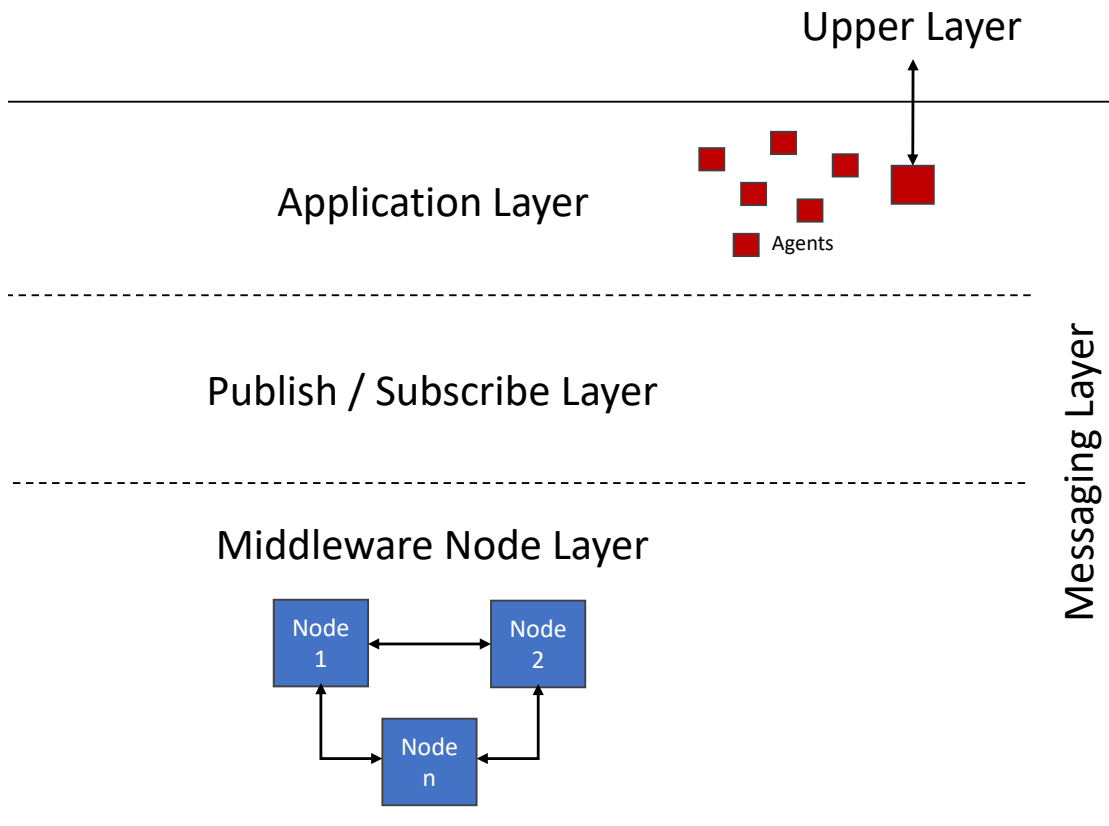 Upper Layer
Application Layer
Agents
Publish / Subscribe Layer
Messaging Layer
Middleware Node Layer
Node
1
Node
2
Node
n